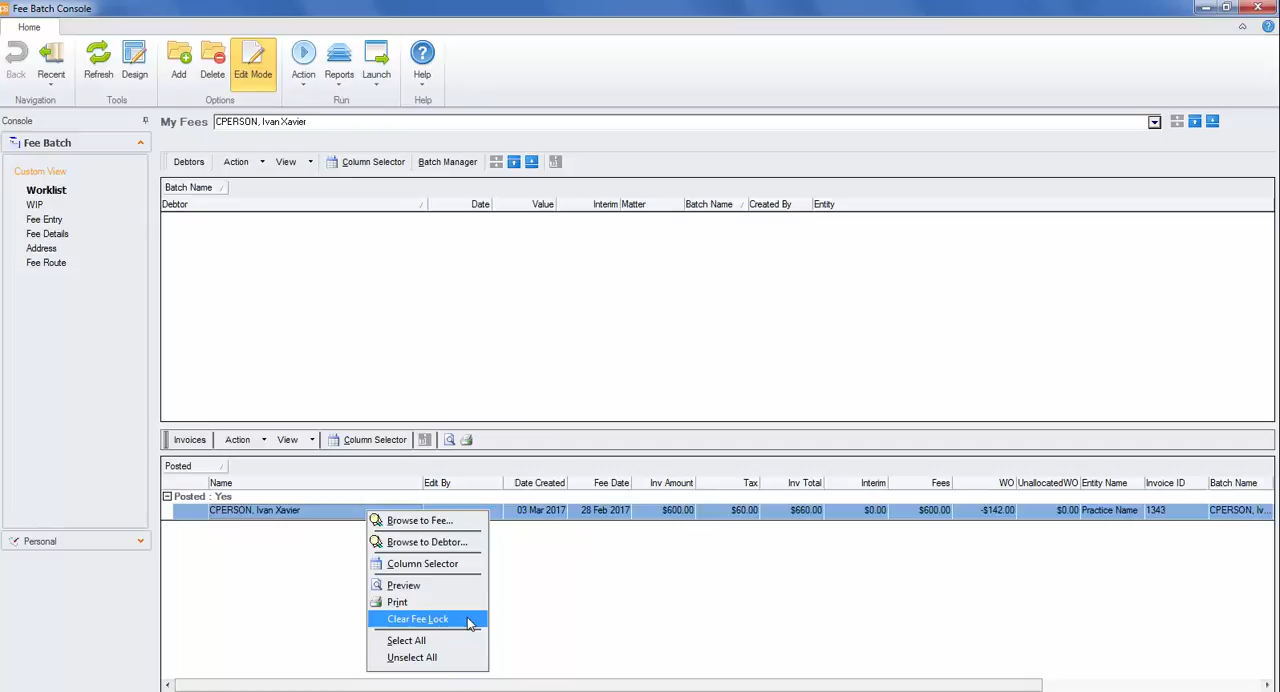 Fee Batch Console
Home
Back
Recent
Refresh
Design
Add
Delete
Edit Mode
Action
Reports
Launch
Help
Navigation
Tools
Options
Run
Help
Console
My Fees
CPERSON, Ivan Xavier
Fee Batch
Custom View
Worklist
WIP
Fee Entry
Fee Details
Address
Fee Route
Personal
Debtors Action View Column Selector Batch Manager
Batch Name
Debtor Date Value Interim Matter Batch Name Created By Entity
Invoices Action View Column Selector
Posted
Name Edit By Date Created Fee Date Inv Amount Tax Inv Total Interim Fees WO UnallocatedWO Entity Name Invoice ID Batch Name
Posted : Yes
CPERSON, Ivan Xavier 03 Mar 2017 28 Feb 2017 $600.00 $60.00 $660.00 $0.00 $600.00 -$142.00 $0.00 Practice Name 1343 CPERSON, Iv...
Browse to Fee...
Browse to Debtor...
Column Selector
Preview
Print
Clear Fee Lock
Select All
Unselect All